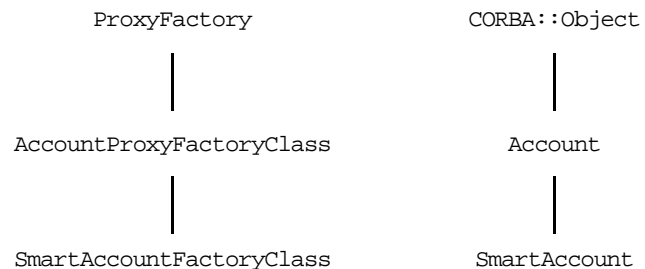 ProxyFactory CORBA::Object
AccountProxyFactoryClass Account
SmartAccountFactoryClass SmartAccount